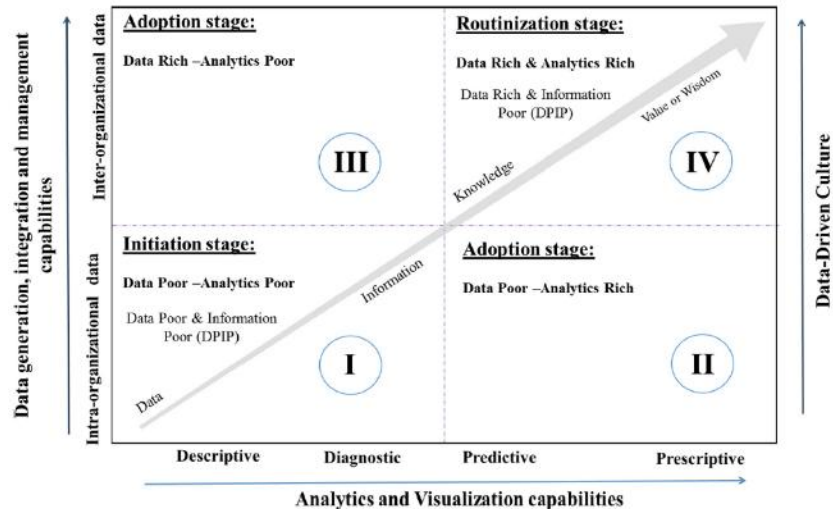 Adoption stage:
Data Rich –Analytics Poor
III
Routinization stage:
Data Rich & Analytics Rich
Data Rich & Information
Poor (DPIP)
IV
Initiation stage:
Data Poor –Analytics Poor
Data Poor & Information
Poor (DPIP)
I
Adoption stage:
Data Poor –Analytics Rich
II
Data
Information
Knowledge
Value or Wisdom
Data generation, integration and management
capabilities
Inter-organizational data
Intra-organizational data
Data-Driven Culture
Descriptive
Diagnostic
Predictive
Prescriptive
Analytics and Visualization capabilities